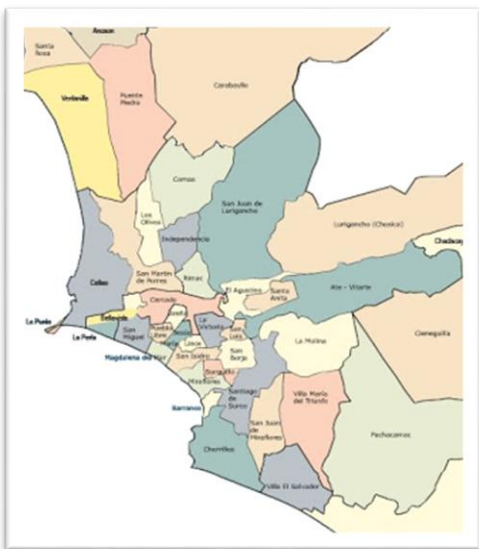 Ancon
Santa
Rosa
Carabayllo
Ventanilla
Puente
Piedra
Comas
San Juan de
Lurigancho
Los
Olivos
Independencia
Lurigancho (Chosica)
Callao
San Martin
de Porres
Rimac
El Agustino
Santa
Anita
Ate - Vitarte
Cieneguilla
Cercado
La Punta
Bellavista
La Perla
San
Miguel
Pueblo
Libre
La
Victoria
San
Luis
La Molina
Magdalena del Mar
San Isidro
San
Borja
Surquillo
Miraflores
Santiago
de
Surco
Villa María
del Triunfo
Barranco
San Juan
de
Miraflores
Pachacamac
Chorrillos
Villa El Salvador